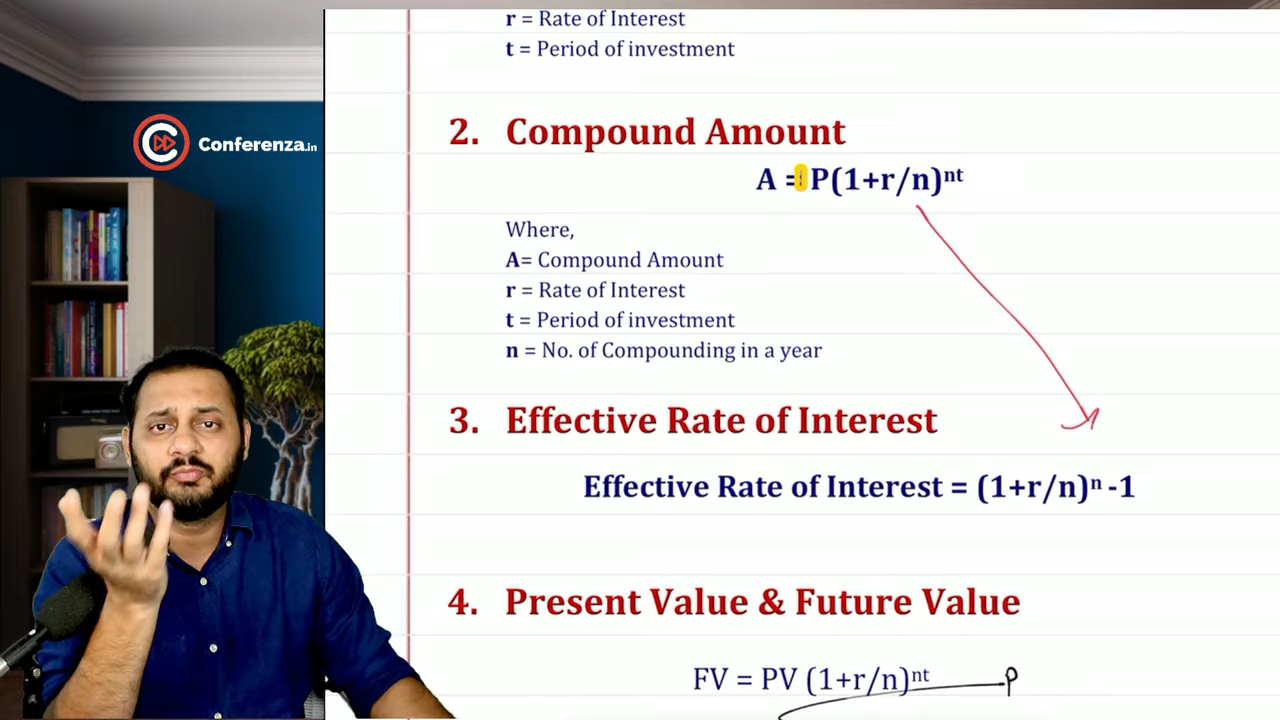 r = Rate of Interest
t = Period of investment
Conferenza.in
2. Compound Amount
A = P(1+r/n)ⁿᵗ
Where,
A= Compound Amount
r = Rate of Interest
t = Period of investment
n = No. of Compounding in a year
3. Effective Rate of Interest
Effective Rate of Interest = (1+r/n)ⁿ -1
4. Present Value & Future Value
FV = PV (1+r/n)ⁿᵗ
P